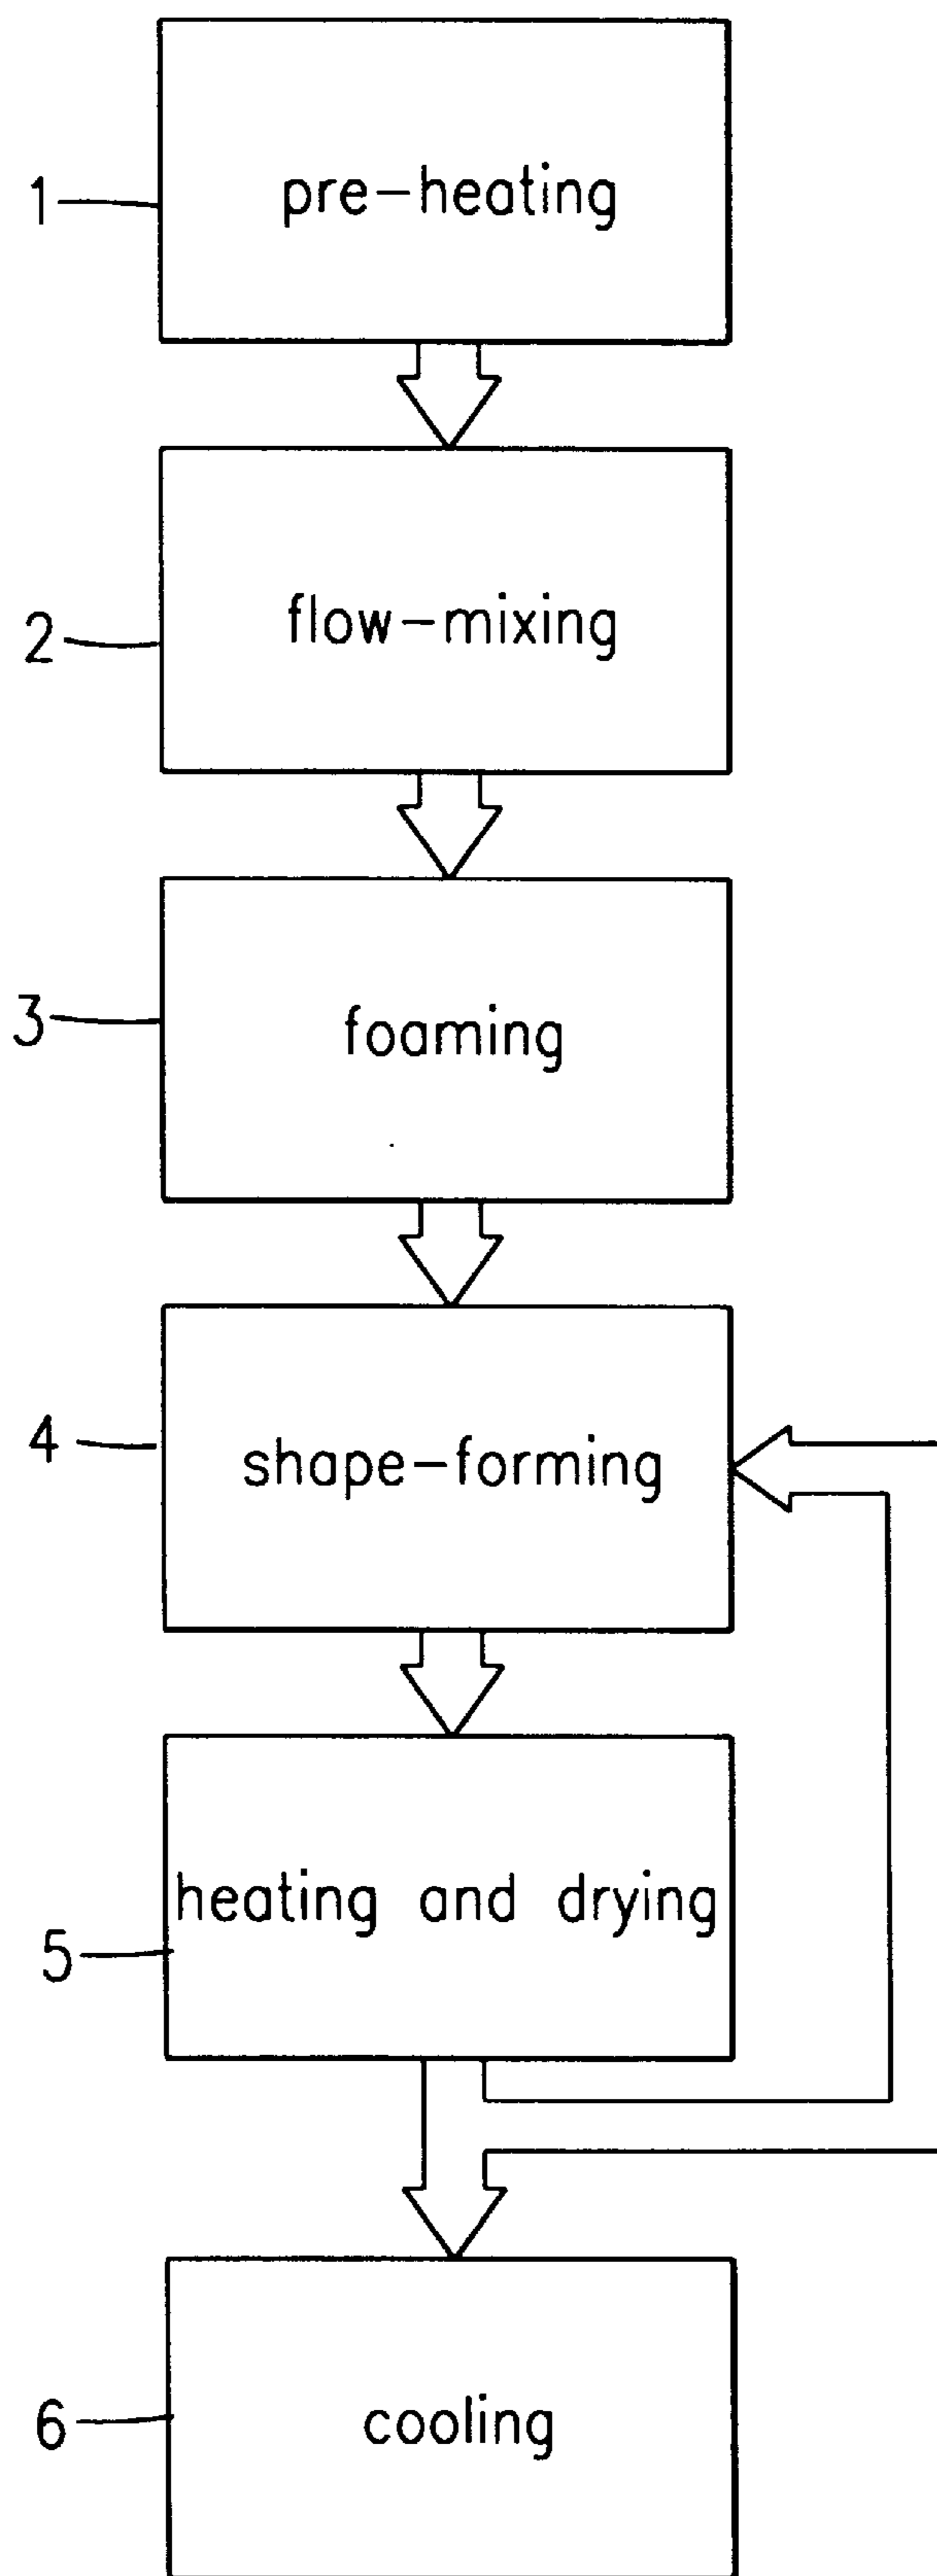 1
pre-heating
2
flow-mixing
3
foaming
4
shape-forming
5
heating and drying
6
cooling